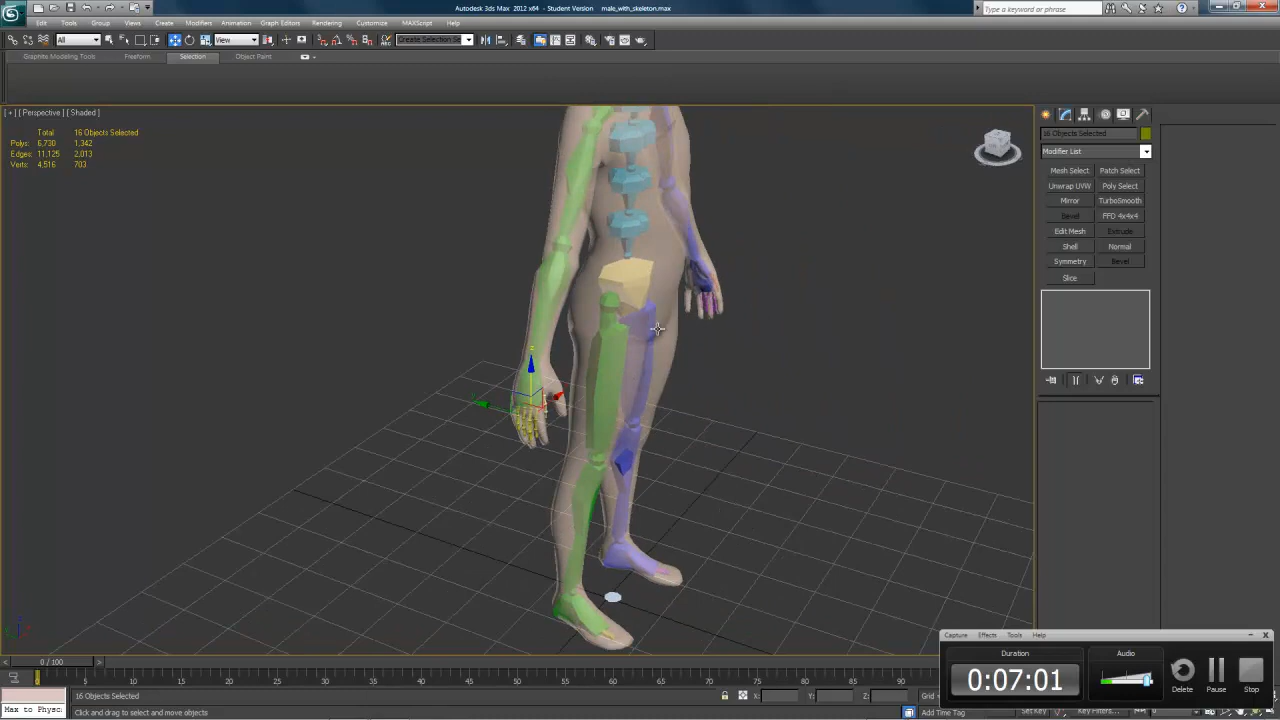 Autodesk 3ds Max 2012 x64 - Student Version male_with_skeleton.max
Type a keyword or phrase
Edit Tools Group Views Create Modifiers Animation Graph Editors Rendering Customize MAXScript Help
All View Create Selection Se
Graphite Modeling Tools Freeform Selection Object Paint
[ + ] [ Perspective ] [ Shaded ]
Total 16 Objects Selected
Polys: 6,730 1,342
Edges: 11,125 2,013
Verts: 4,516 703
16 Objects Selected
Modifier List
Mesh Select Patch Select
Unwrap UVW Poly Select
Mirror TurboSmooth
Bevel FFD 4x4x4
Edit Mesh Extrude
Shell Normal
Symmetry Bevel
Slice
Capture Effects Tools Help
Duration Audio
0:07:01
Delete Pause Stop
0 / 100
0 5 10 15 20 25 30 35 40 45 50 55 60 65 70 75 80 85 90
16 Objects Selected X: Y: Z: Grid
Max to Physc Click and drag to select and move objects Add Time Tag Set Key Key Filters...